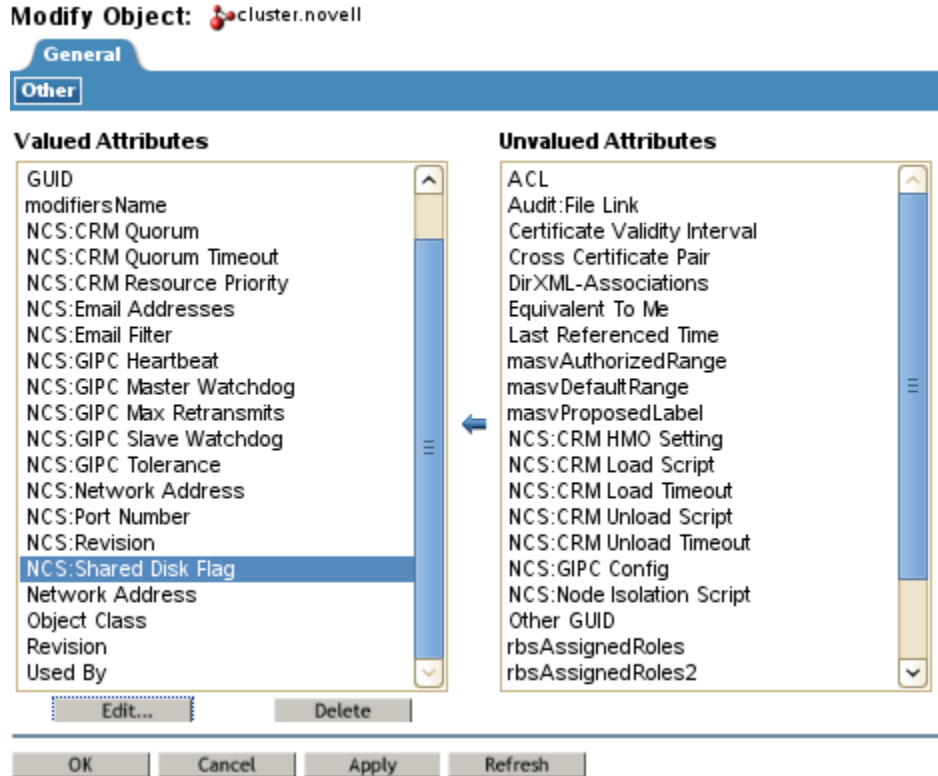 Modify Object: cluster.novell
General
Other
Valued Attributes
GUID
modifiersName
NCS:CRM Quorum
NCS:CRM Quorum Timeout
NCS:CRM Resource Priority
NCS:Email Addresses
NCS:Email Filter
NCS:GIPC Heartbeat
NCS:GIPC Master Watchdog
NCS:GIPC Max Retransmits
NCS:GIPC Slave Watchdog
NCS:GIPC Tolerance
NCS:Network Address
NCS:Port Number
NCS:Revision
NCS:Shared Disk Flag
Network Address
Object Class
Revision
Used By
Unvalued Attributes
ACL
Audit:File Link
Certificate Validity Interval
Cross Certificate Pair
DirXML-Associations
Equivalent To Me
Last Referenced Time
masvAuthorizedRange
masvDefaultRange
masvProposedLabel
NCS:CRM HMO Setting
NCS:CRM Load Script
NCS:CRM Load Timeout
NCS:CRM Unload Script
NCS:CRM Unload Timeout
NCS:GIPC Config
NCS:Node Isolation Script
Other GUID
rbsAssignedRoles
rbsAssignedRoles2
Edit... Delete
OK Cancel Apply Refresh